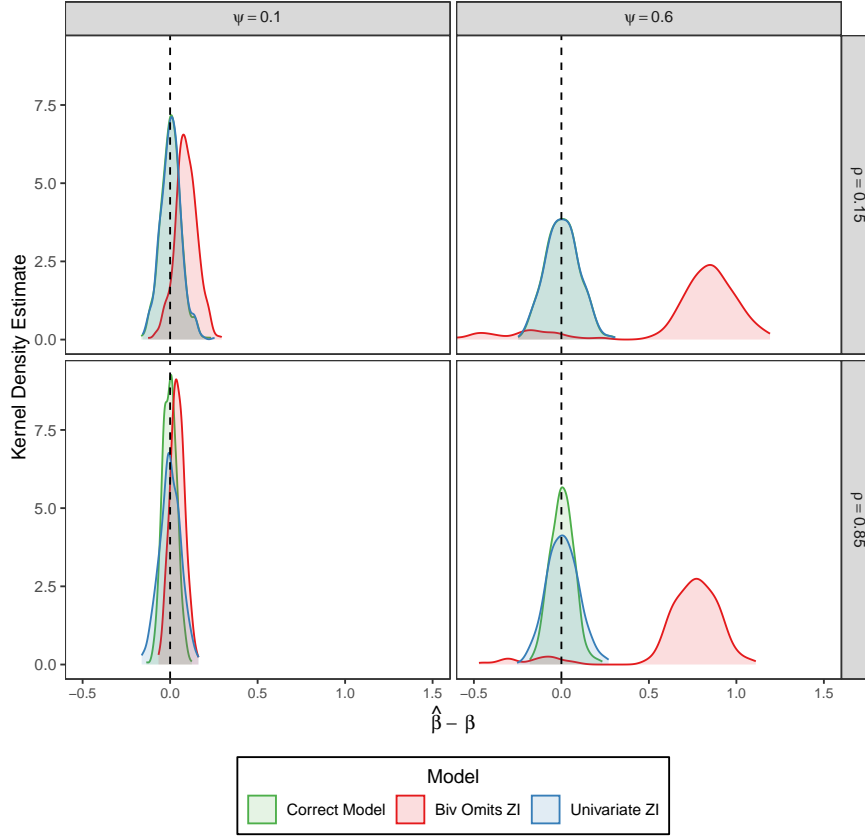 ψ = 0.1
ψ = 0.6
Kernel Density Estimate
7.5
5.0
2.5
0.0
ρ = 0.15
7.5
5.0
2.5
0.0
ρ = 0.85
−0.5 0.0 0.5 1.0 1.5
−0.5 0.0 0.5 1.0 1.5
β̂ − β
Model
Correct Model Biv Omits ZI Univariate ZI